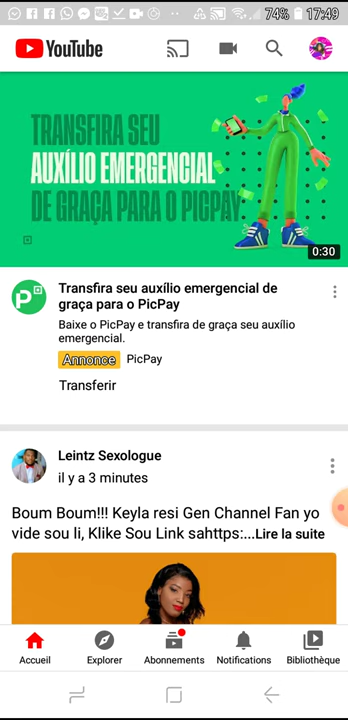 74% 17:49
YouTube
TRANSFIRA SEU
AUXÍLIO EMERGENCIAL
DE GRAÇA PARA O PICPAY
0:30
Transfira seu auxílio emergencial de
graça para o PicPay
Baixe o PicPay e transfira de graça seu auxílio
emergencial.
Annonce PicPay
Transferir
Leintz Sexologue
il y a 3 minutes
Boum Boum!!! Keyla resi Gen Channel Fan yo
vide sou li, Klike Sou Link sahttps:...Lire la suite
Accueil
Explorer
Abonnements
Notifications
Bibliothèque